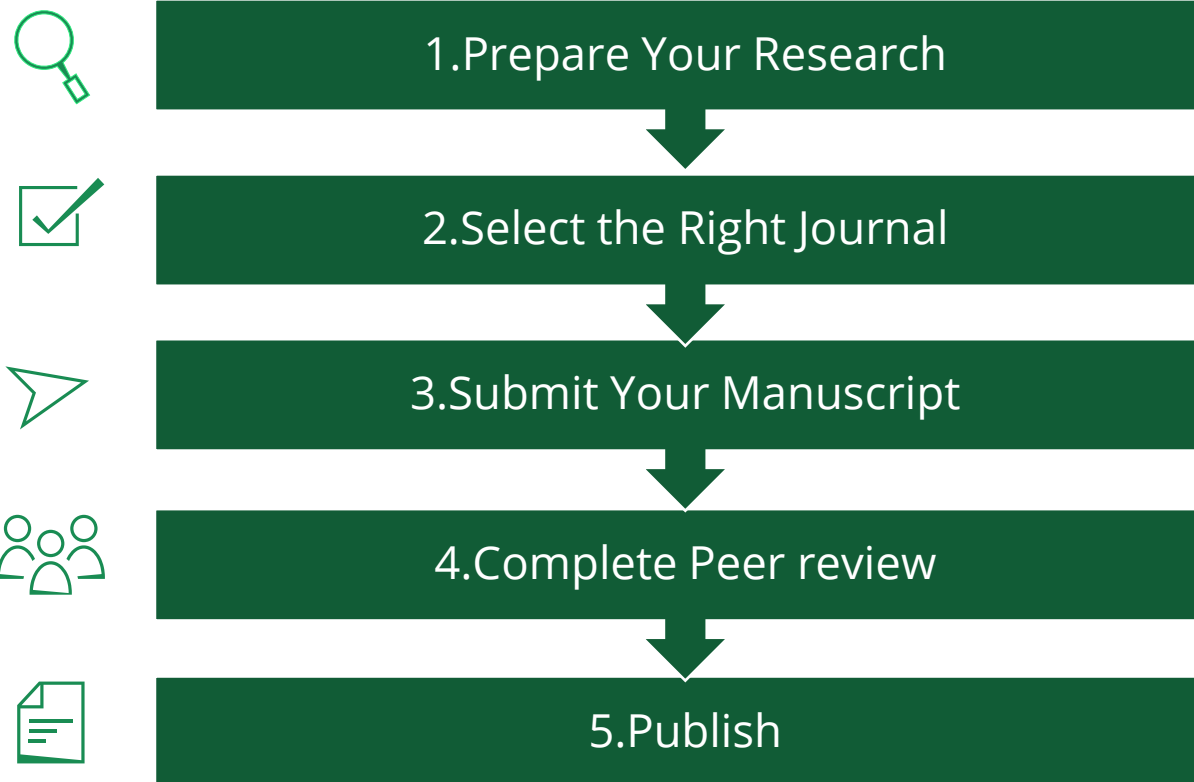 1.Prepare Your Research
2.Select the Right Journal
3.Submit Your Manuscript
4.Complete Peer review
5.Publish